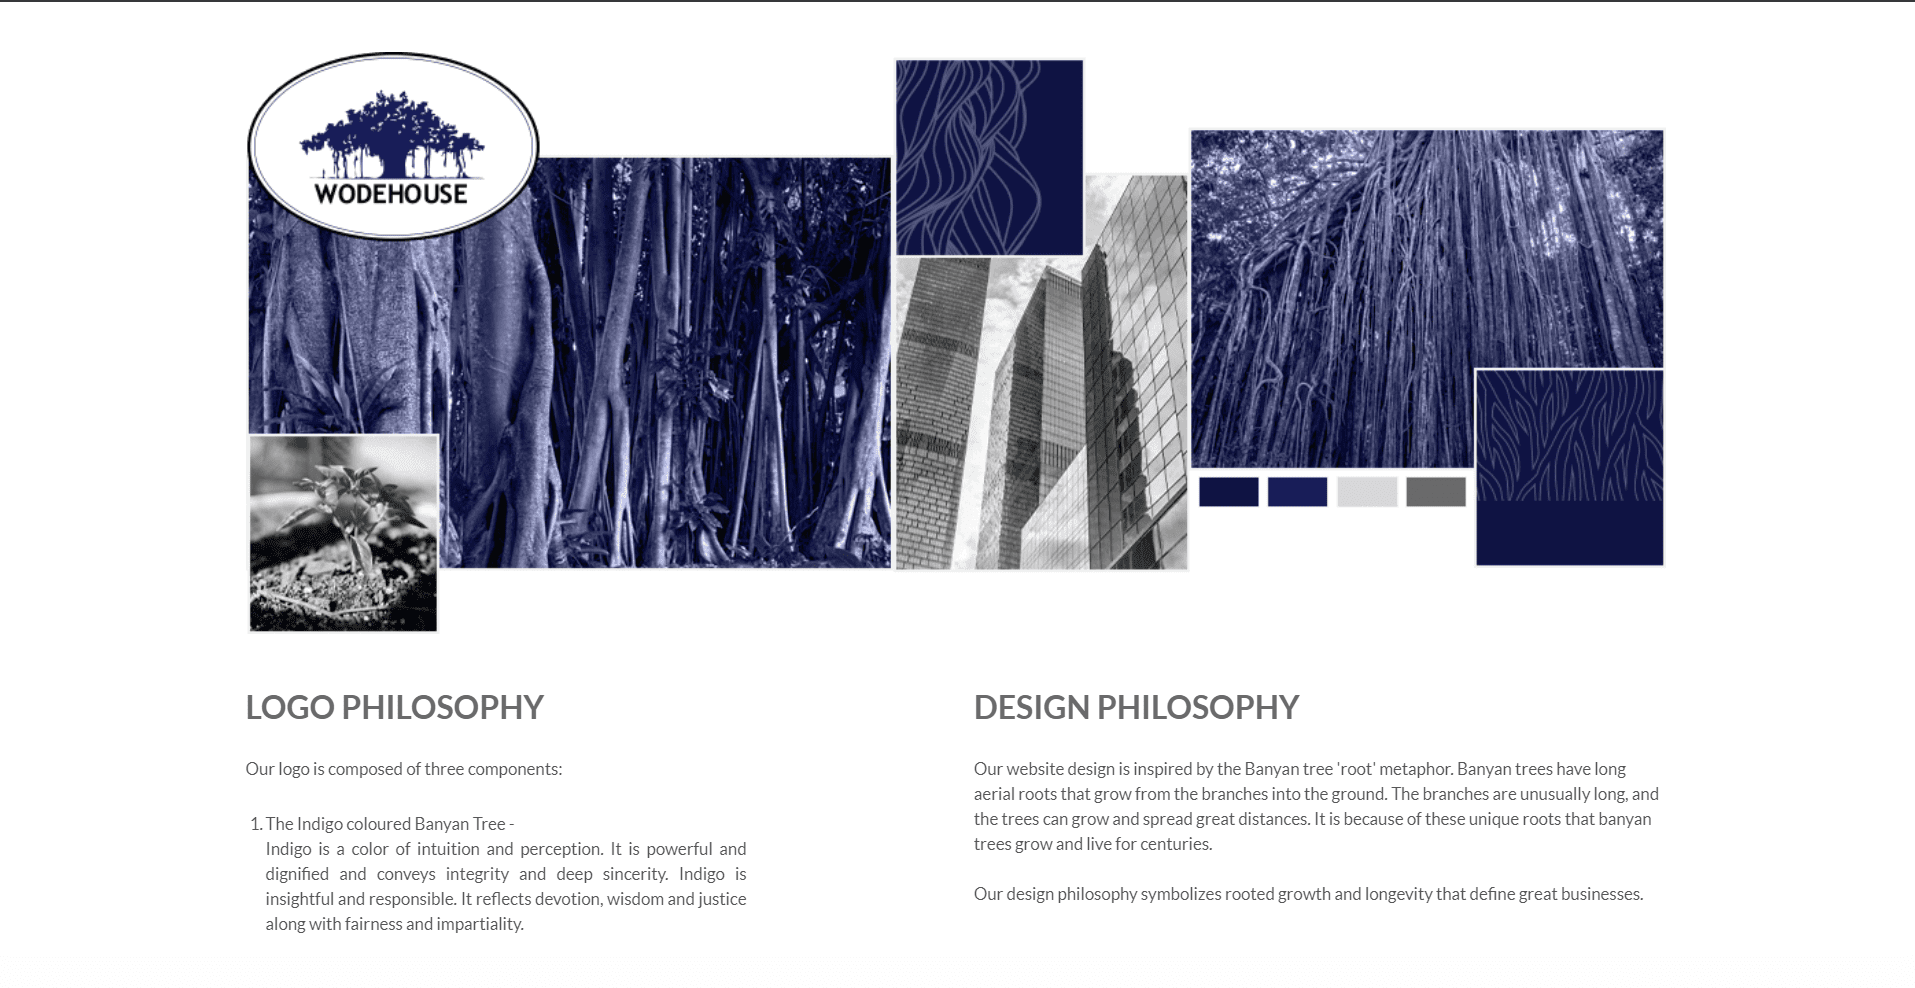 WODEHOUSE
LOGO PHILOSOPHY
Our logo is composed of three components:
1. The Indigo coloured Banyan Tree -
Indigo is a color of intuition and perception. It is powerful and
dignified and conveys integrity and deep sincerity. Indigo is
insightful and responsible. It reflects devotion, wisdom and justice
along with fairness and impartiality.
DESIGN PHILOSOPHY
Our website design is inspired by the Banyan tree 'root' metaphor. Banyan trees have long
aerial roots that grow from the branches into the ground. The branches are unusually long, and
the trees can grow and spread great distances. It is because of these unique roots that banyan
trees grow and live for centuries.
Our design philosophy symbolizes rooted growth and longevity that define great businesses.